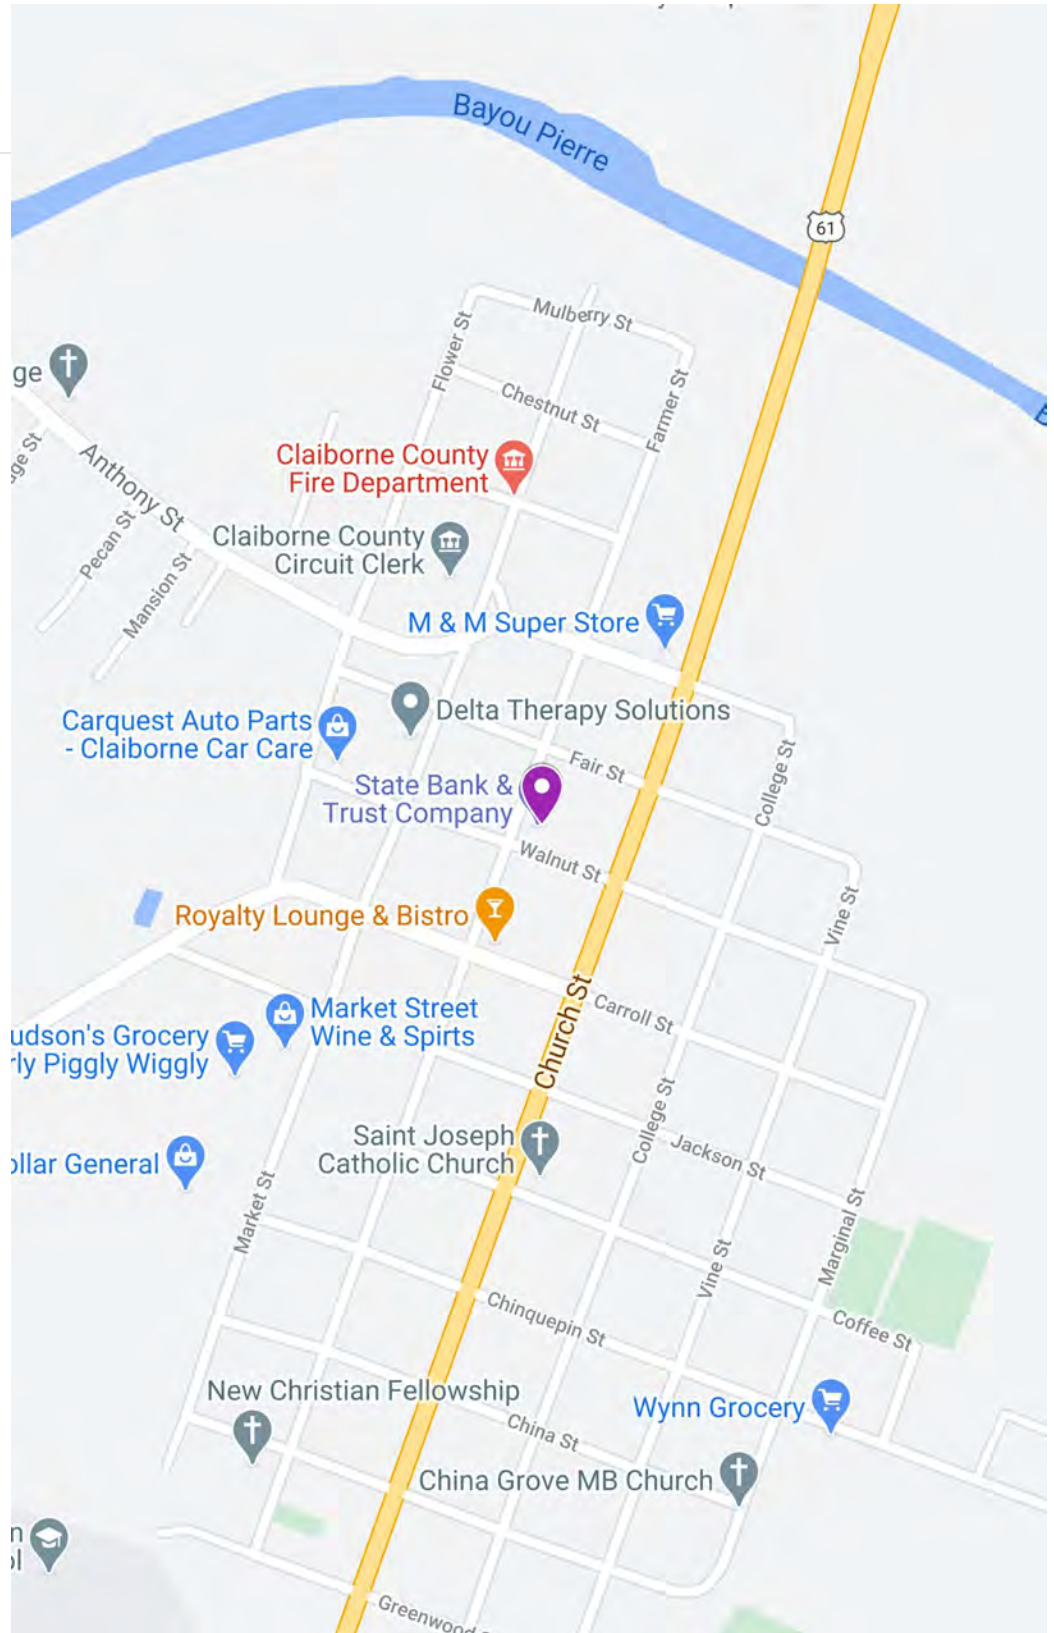 Bayou Pierre
61
Mulberry St
Flower St
ge
Chestnut St
Farmer St
Anthony St
Claiborne County
Fire Department
Pecan St
Claiborne County
Circuit Clerk
Mansion St
M & M Super Store
Delta Therapy Solutions
Carquest Auto Parts
- Claiborne Car Care
Fair St
College St
State Bank &
Trust Company
Walnut St
Royalty Lounge & Bistro
Vine St
Church St
Carroll St
Market Street
Wine & Spirts
udson's Grocery
rly Piggly Wiggly
Saint Joseph
Catholic Church
College St
Jackson St
ollar General
Market St
Marginal St
Vine St
Chinquepin St
Coffee St
New Christian Fellowship
Wynn Grocery
China St
China Grove MB Church
n
ol
Greenwood